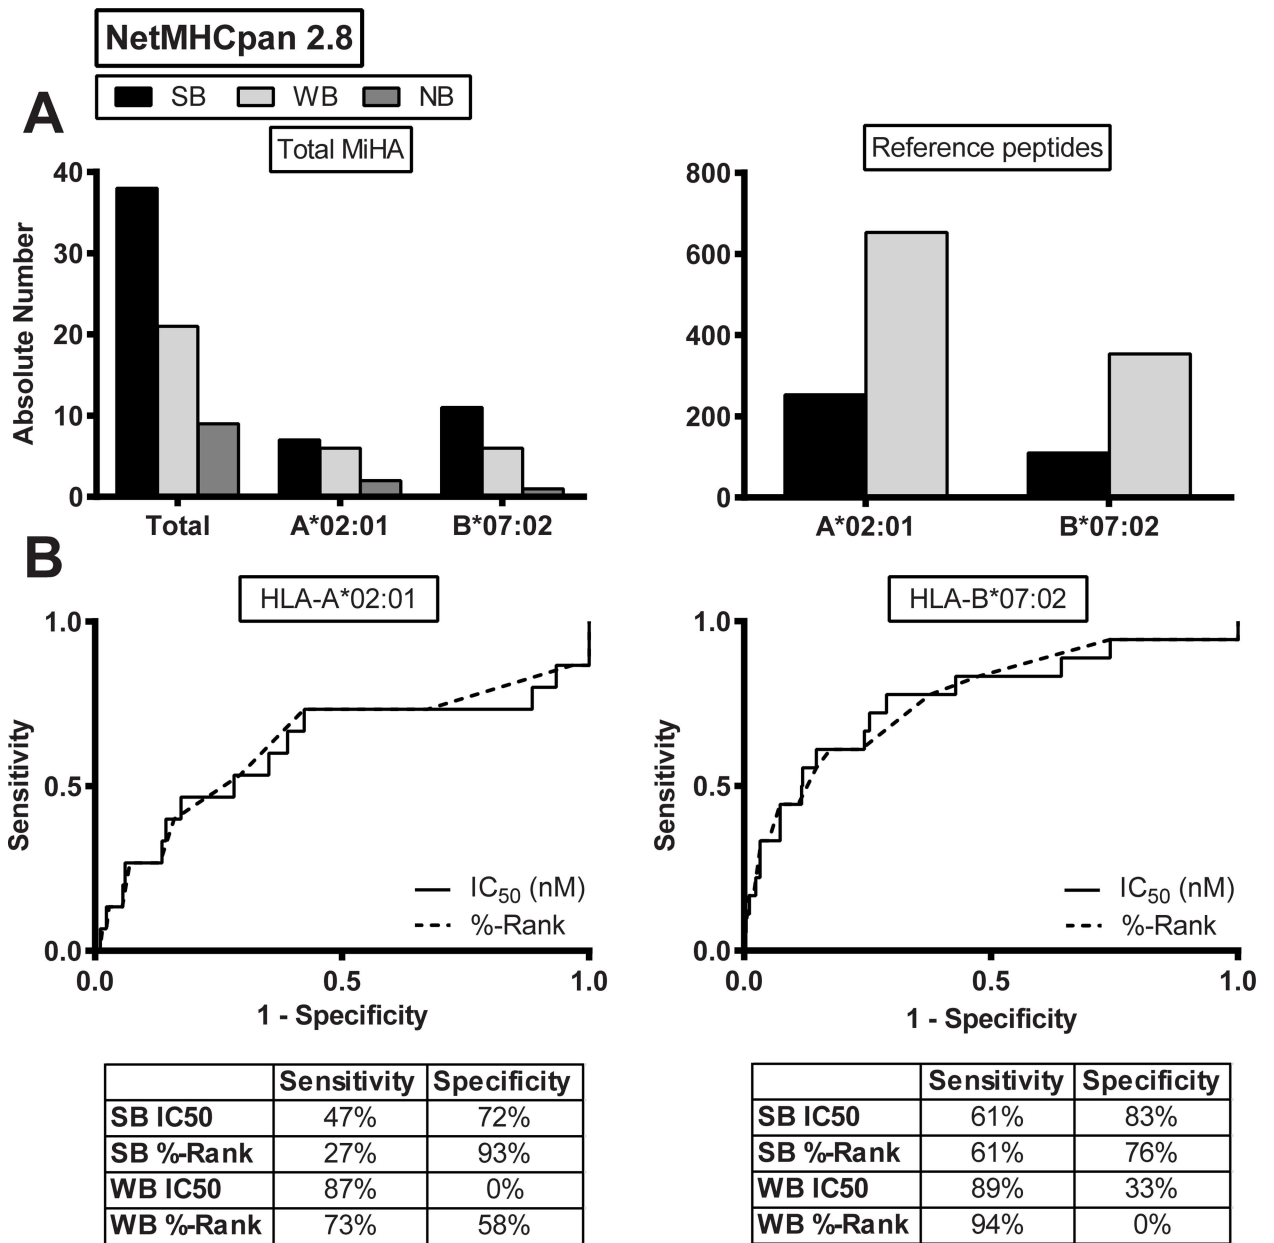 NetMHCpan 2.8
SB WB NB
A
Total MiHA
Absolute Number
40
30
20
10
0
Total A*02:01 B*07:02
Reference peptides
800
600
400
200
0
A*02:01 B*07:02
B
HLA-A*02:01
Sensitivity
1.0
0.5
0.0
IC50 (nM)
%-Rank
0.0 0.5 1.0
1 - Specificity
HLA-B*07:02
Sensitivity
1.0
0.5
0.0
IC50 (nM)
%-Rank
0.0 0.5 1.0
1 - Specificity
Sensitivity Specificity
SB IC50 47% 72%
SB %-Rank 27% 93%
WB IC50 87% 0%
WB %-Rank 73% 58%
Sensitivity Specificity
SB IC50 61% 83%
SB %-Rank 61% 76%
WB IC50 89% 33%
WB %-Rank 94% 0%